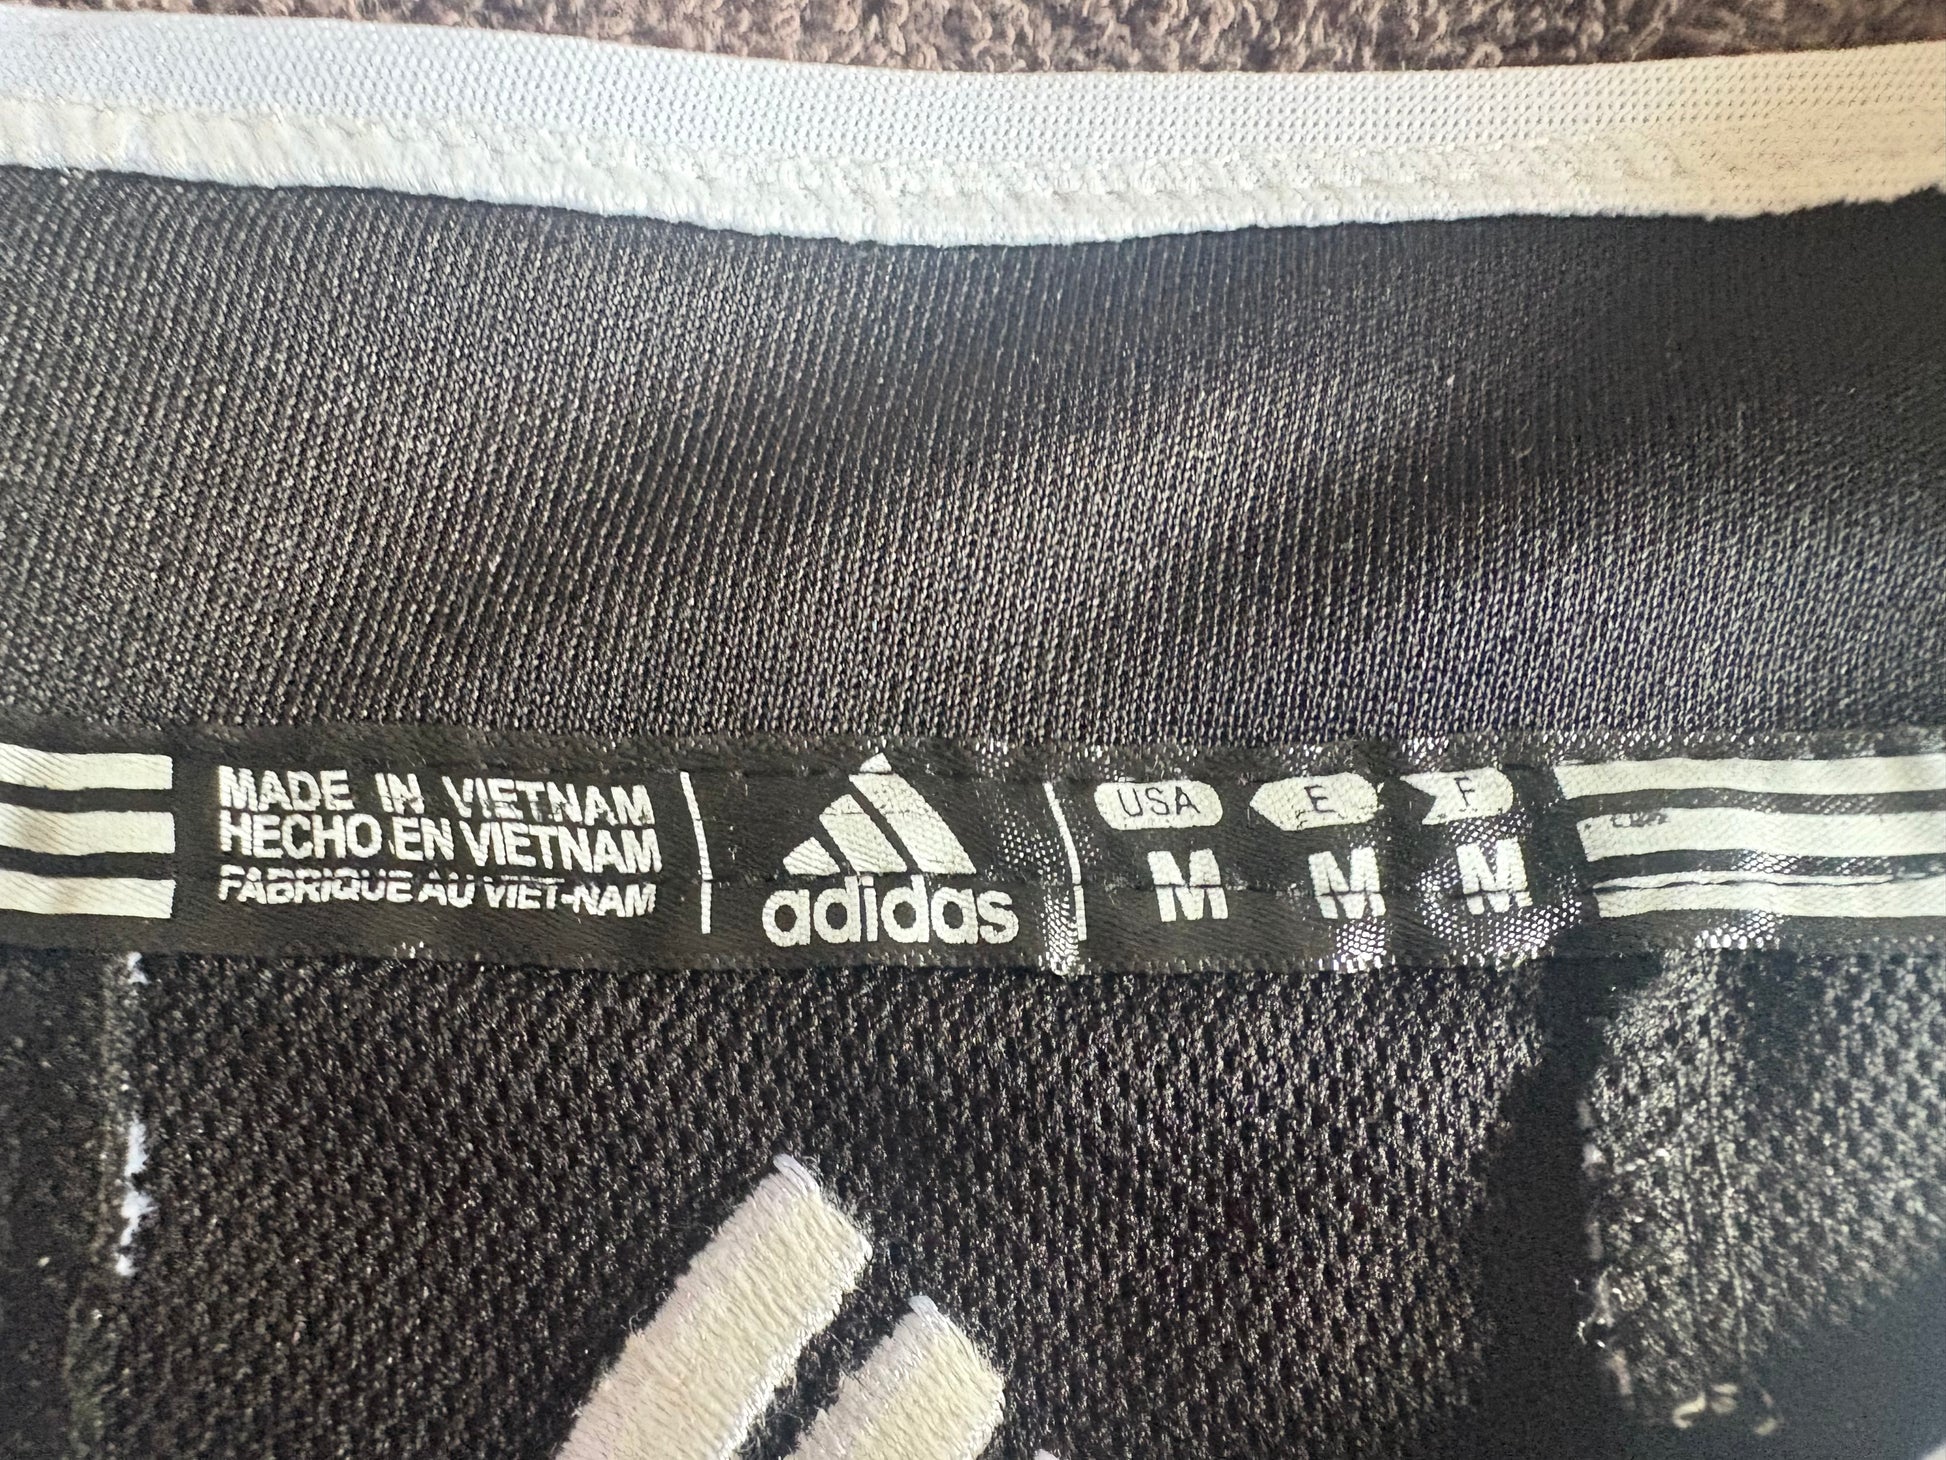 MADE IN VIETNAM
HECHO EN VIETNAM
FABRIQUE AU VIET-NAM
adidas
USA E F
M M M